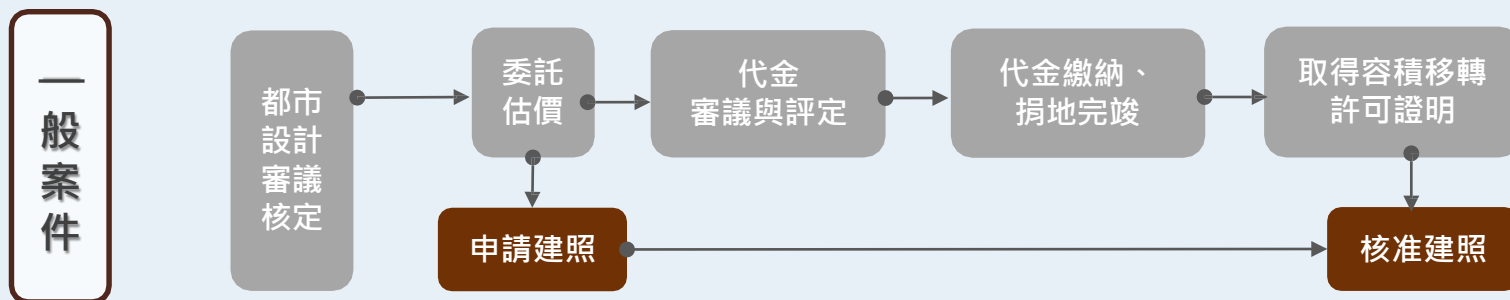 一般案件
都市
設計
審議
核定
委託
估價
代金
審議與評定
代金繳納、
捐地完竣
取得容積移轉
許可證明
申請建照
核准建照